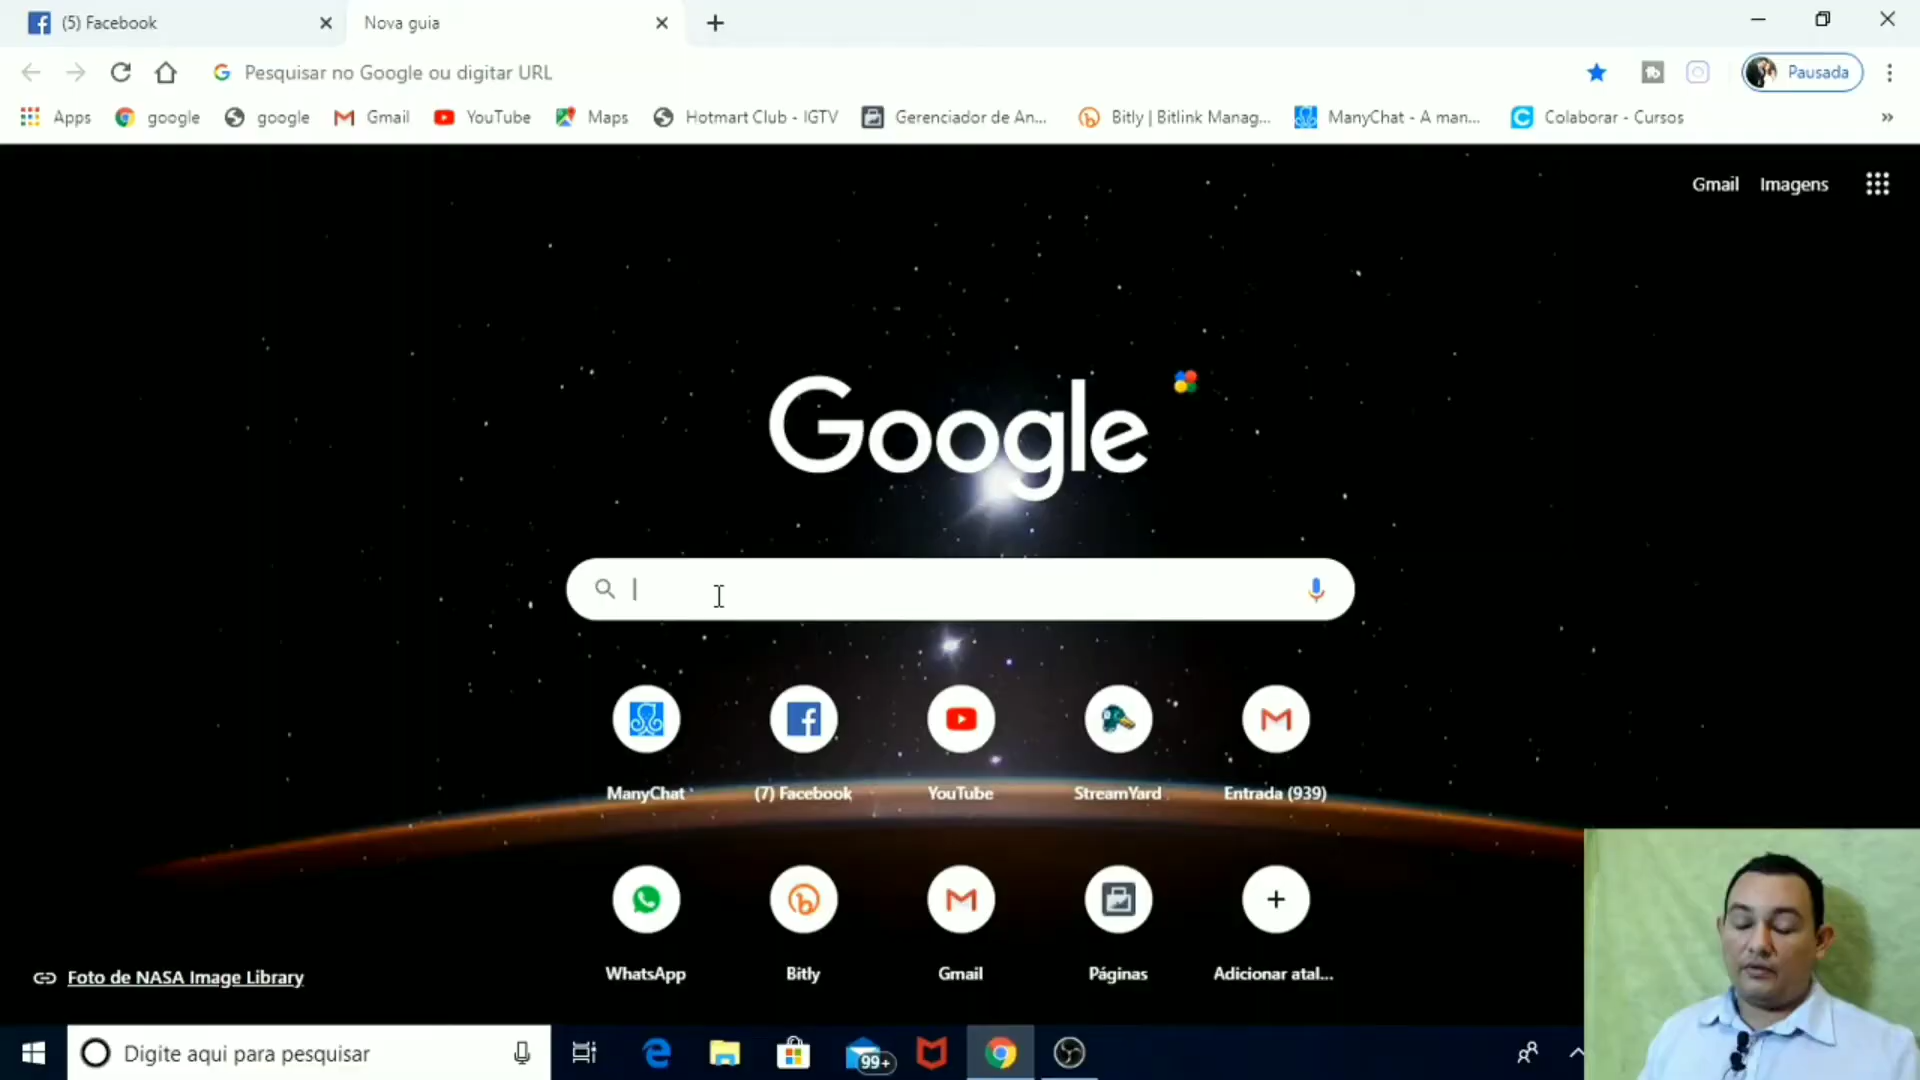 (5) Facebook
Nova guia
Pesquisar no Google ou digitar URL
Pausada
Apps
google
google
Gmail
YouTube
Maps
Hotmart Club - IGTV
Gerenciador de An...
Bitly | Bitlink Manag...
ManyChat - A man...
Colaborar - Cursos
Gmail Imagens
Google
ManyChat
(7) Facebook
YouTube
StreamYard
Entrada (939)
WhatsApp
Bitly
Gmail
Páginas
Adicionar atal...
Foto de NASA Image Library
Digite aqui para pesquisar
99+